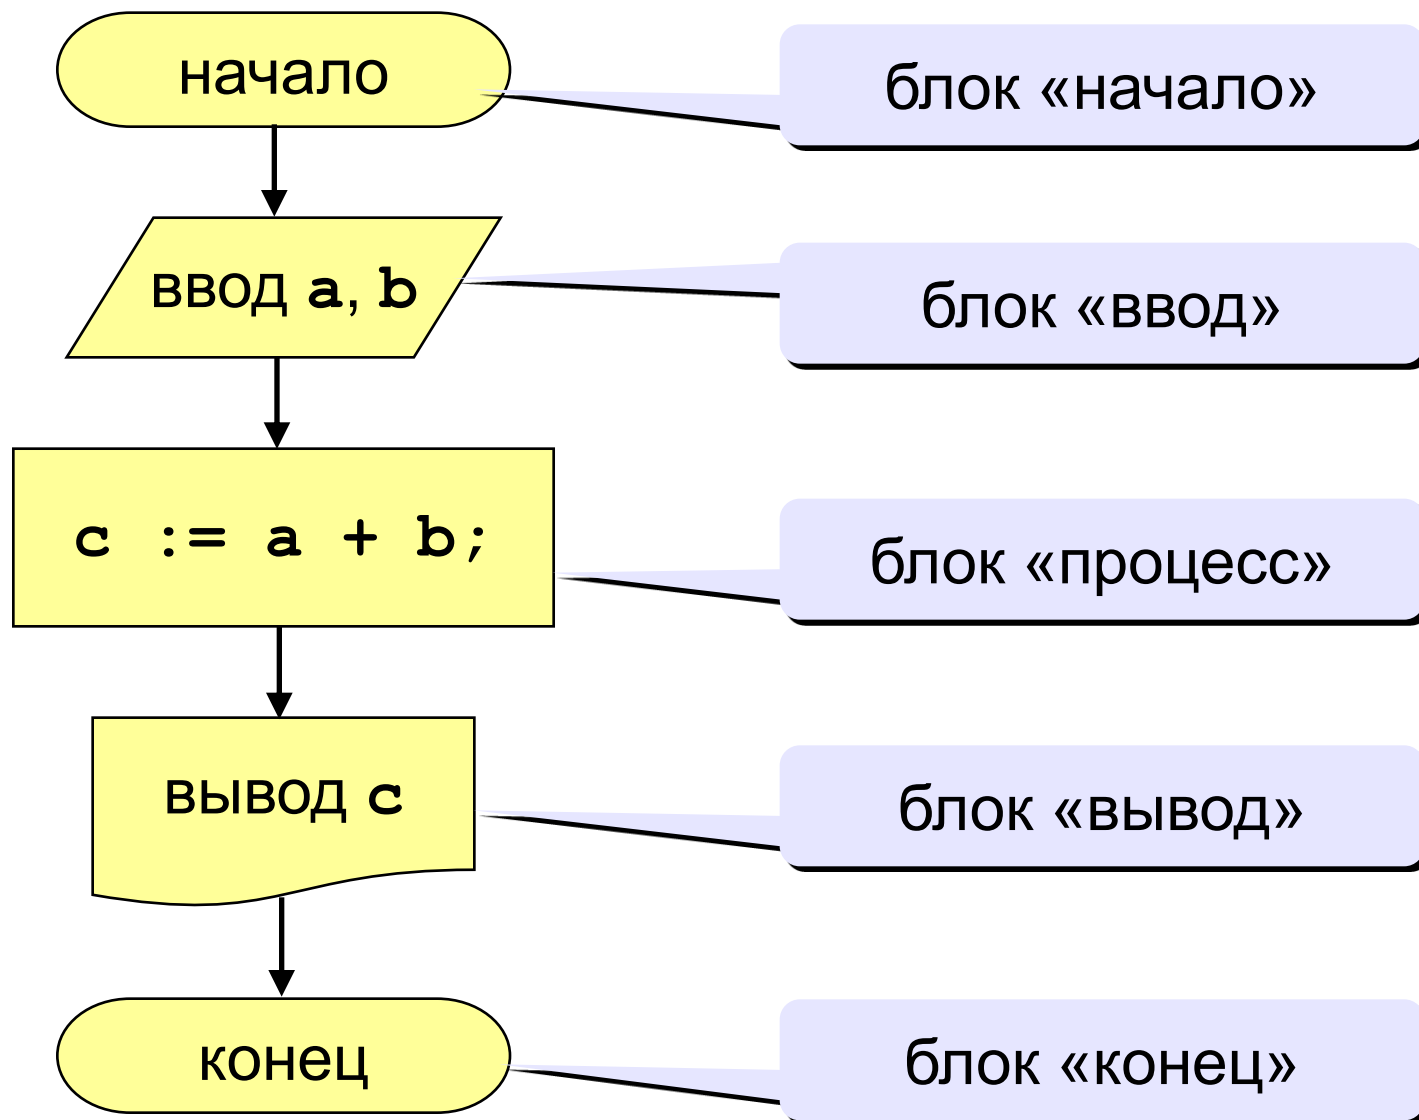 начало
блок «начало»
ввод a, b
блок «ввод»
c := a + b;
блок «процесс»
вывод c
блок «вывод»
конец
блок «конец»